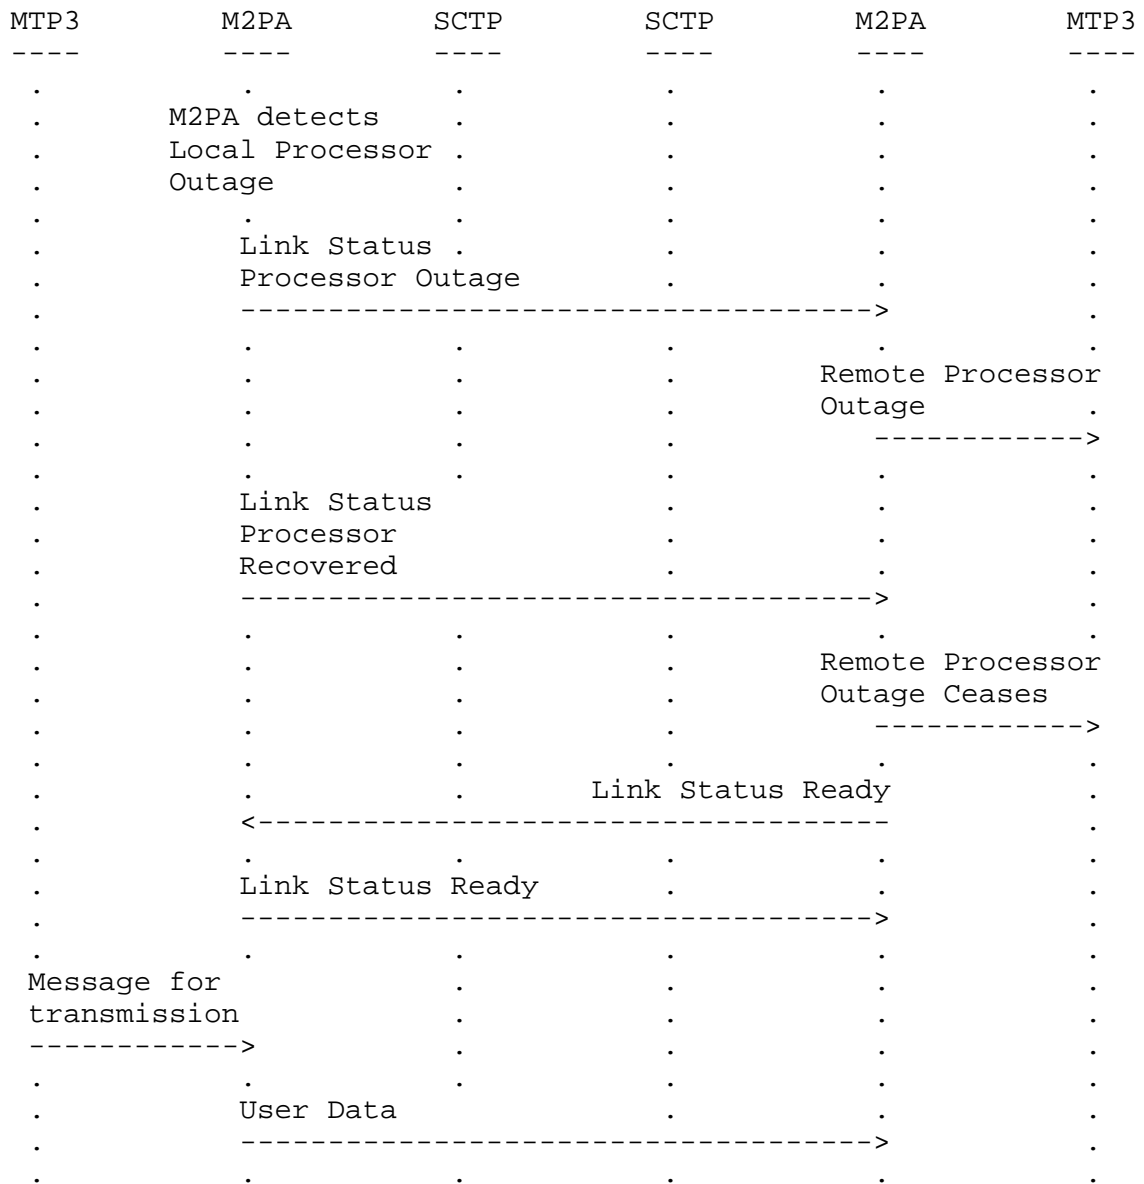 MTP3 M2PA SCTP SCTP M2PA MTP3
---- ---- ---- ---- ---- ----
. . . . . .
. M2PA detects . . . .
. Local Processor . . . .
. Outage . . . .
. . . . . .
. Link Status . . . .
. Processor Outage . . .
. ------------------------------------> .
. . . . . .
. . . . Remote Processor
. . . . Outage .
. . . . ------------>
. . . . . .
. Link Status . . .
. Processor . . .
. Recovered . . .
. ------------------------------------> .
. . . . . .
. . . . Remote Processor
. . . . Outage Ceases
. . . . ------------>
. . . . . .
. . . Link Status Ready .
. <------------------------------------ .
. . . . . .
. Link Status Ready . . .
. ------------------------------------> .
. . . . . .
Message for . . . .
transmission . . . .
------------> . . . .
. . . . . .
. User Data . . .
. ------------------------------------> .
. . . . . .